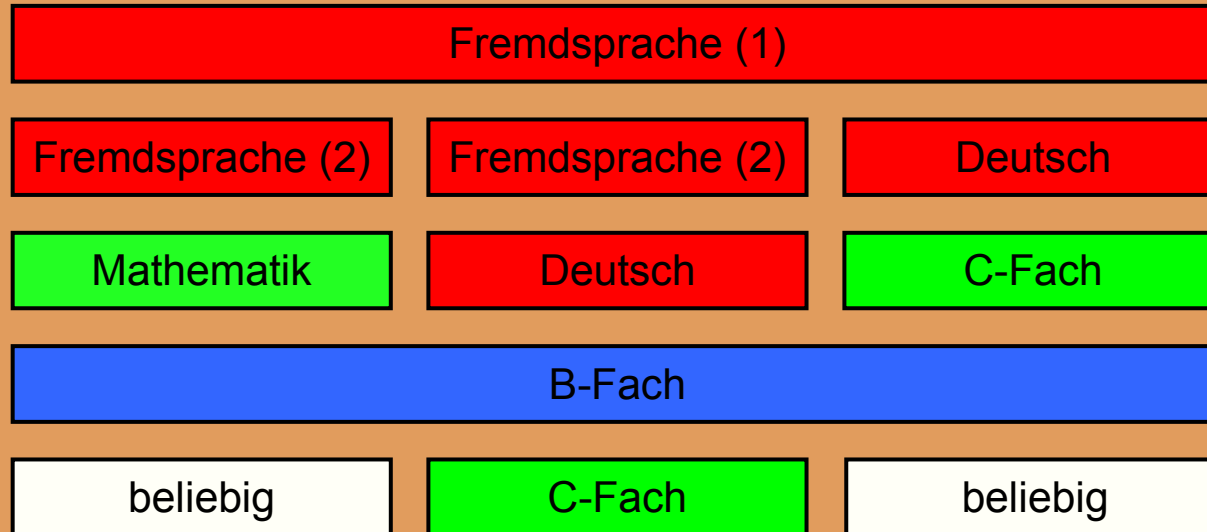 Fremdsprache (1)
Fremdsprache (2) Fremdsprache (2) Deutsch
Mathematik Deutsch C-Fach
B-Fach
beliebig C-Fach beliebig